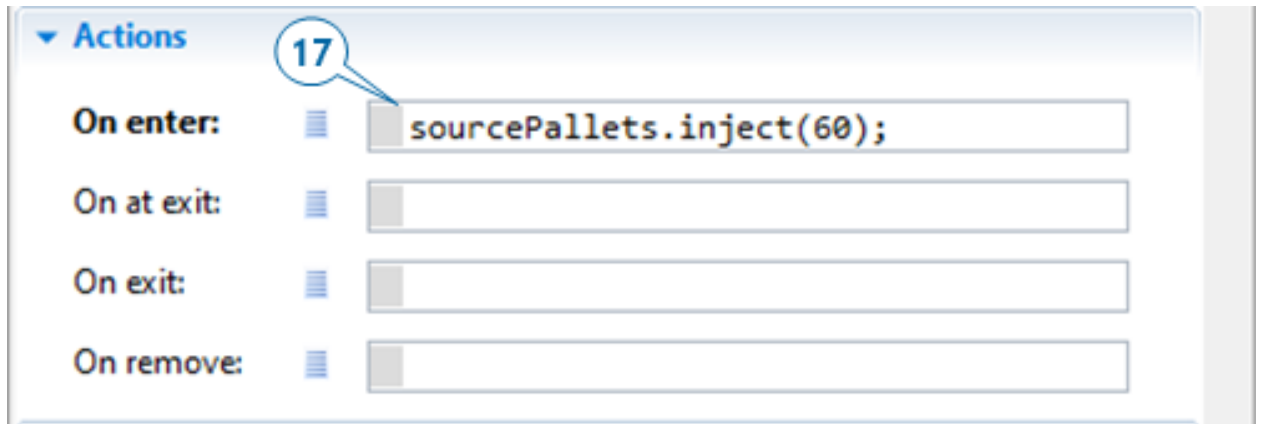 Actions
17
On enter: sourcePallets.inject(60);
On at exit:
On exit:
On remove: